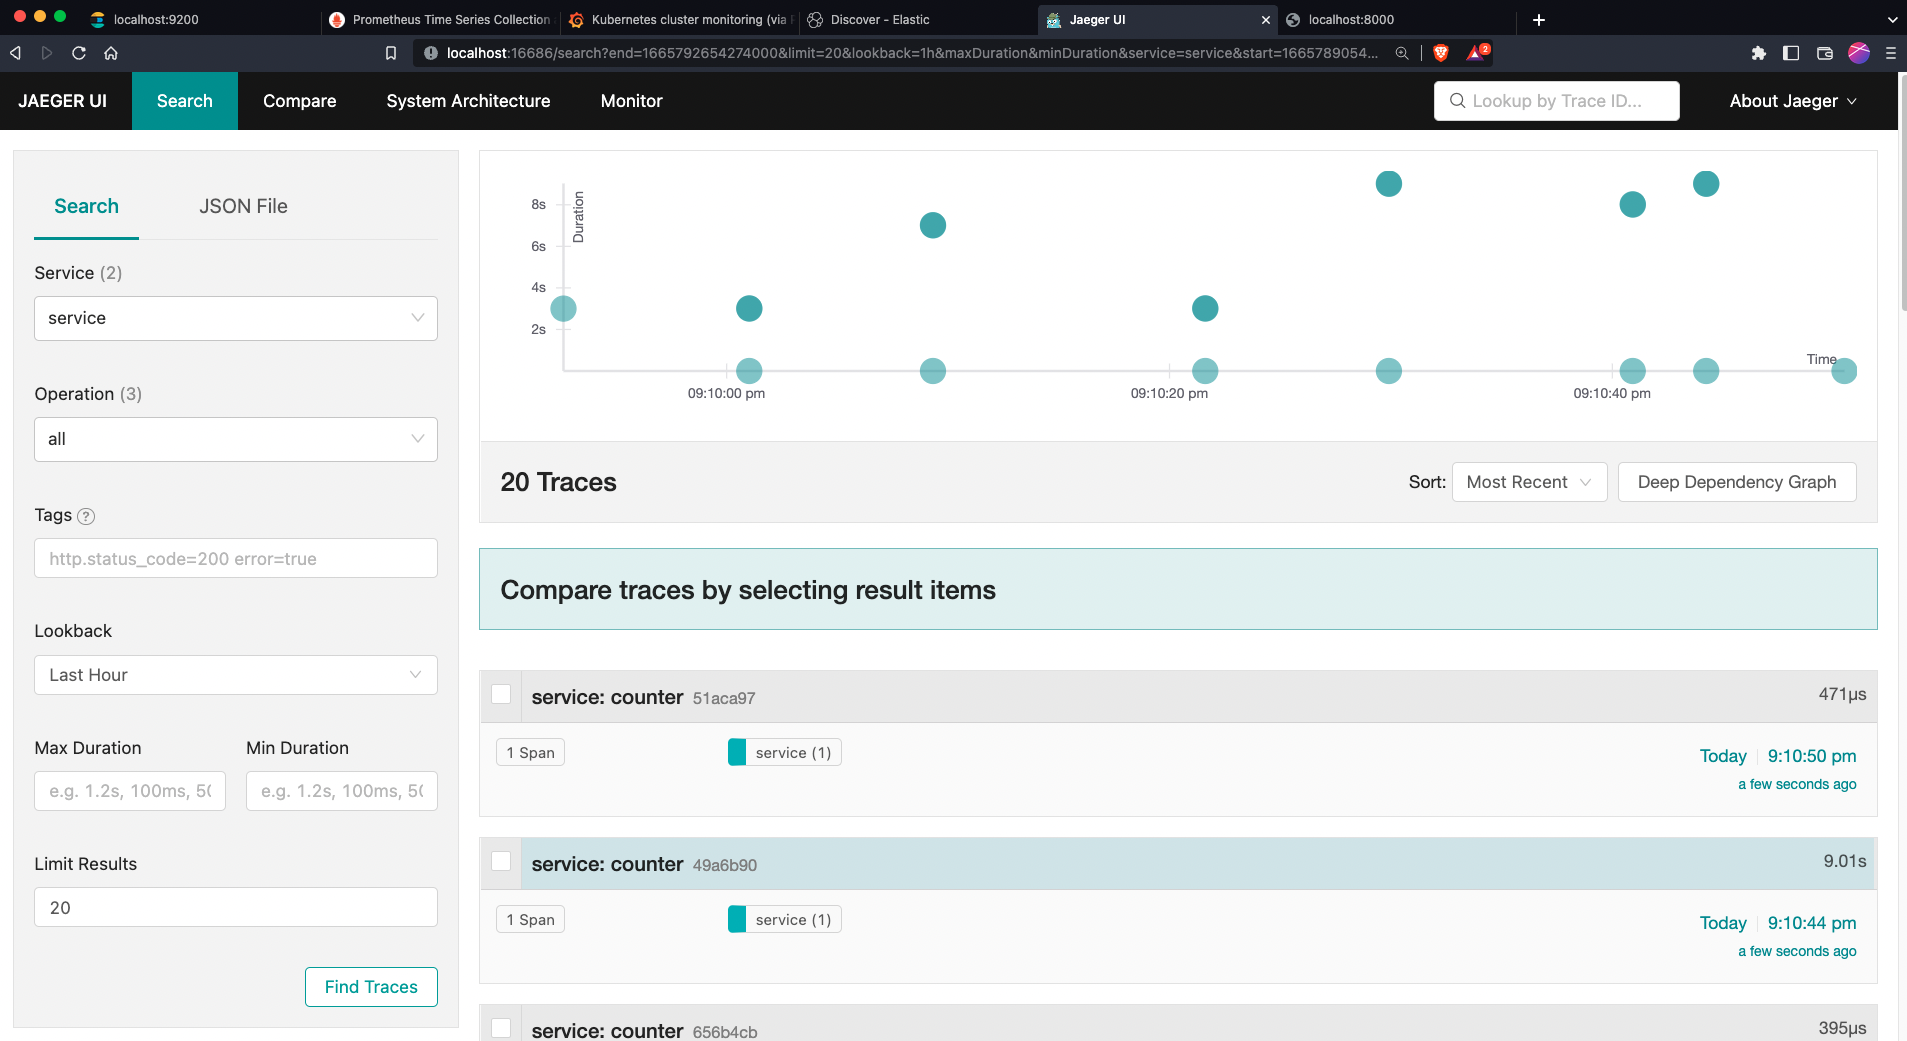 localhost:9200
Prometheus Time Series Collection
Kubernetes cluster monitoring (via
Discover - Elastic
Jaeger UI
localhost:8000
localhost:16686/search?end=1665792654274000&limit=20&lookback=1h&maxDuration&minDuration&service=service&start=1665789054...
2
JAEGER UI
Search
Compare
System Architecture
Monitor
Lookup by Trace ID...
About Jaeger
Search
JSON File
Service (2)
service
Operation (3)
all
Tags ?
http.status_code=200 error=true
Lookback
Last Hour
Max Duration
Min Duration
e.g. 1.2s, 100ms, 50
e.g. 1.2s, 100ms, 50
Limit Results
20
Find Traces
Duration
8s
6s
4s
2s
Time
09:10:00 pm
09:10:20 pm
09:10:40 pm
20 Traces
Sort: Most Recent
Deep Dependency Graph
Compare traces by selecting result items
service: counter 51aca97
471μs
1 Span
service (1)
Today 9:10:50 pm
a few seconds ago
service: counter 49a6b90
9.01s
1 Span
service (1)
Today 9:10:44 pm
a few seconds ago
service: counter 656b4cb
395μs